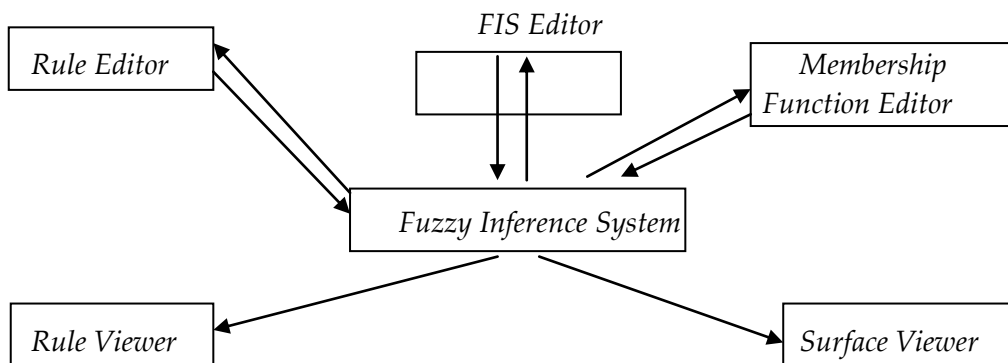 FIS Editor
Rule Editor
Membership
Function Editor
Fuzzy Inference System
Rule Viewer
Surface Viewer